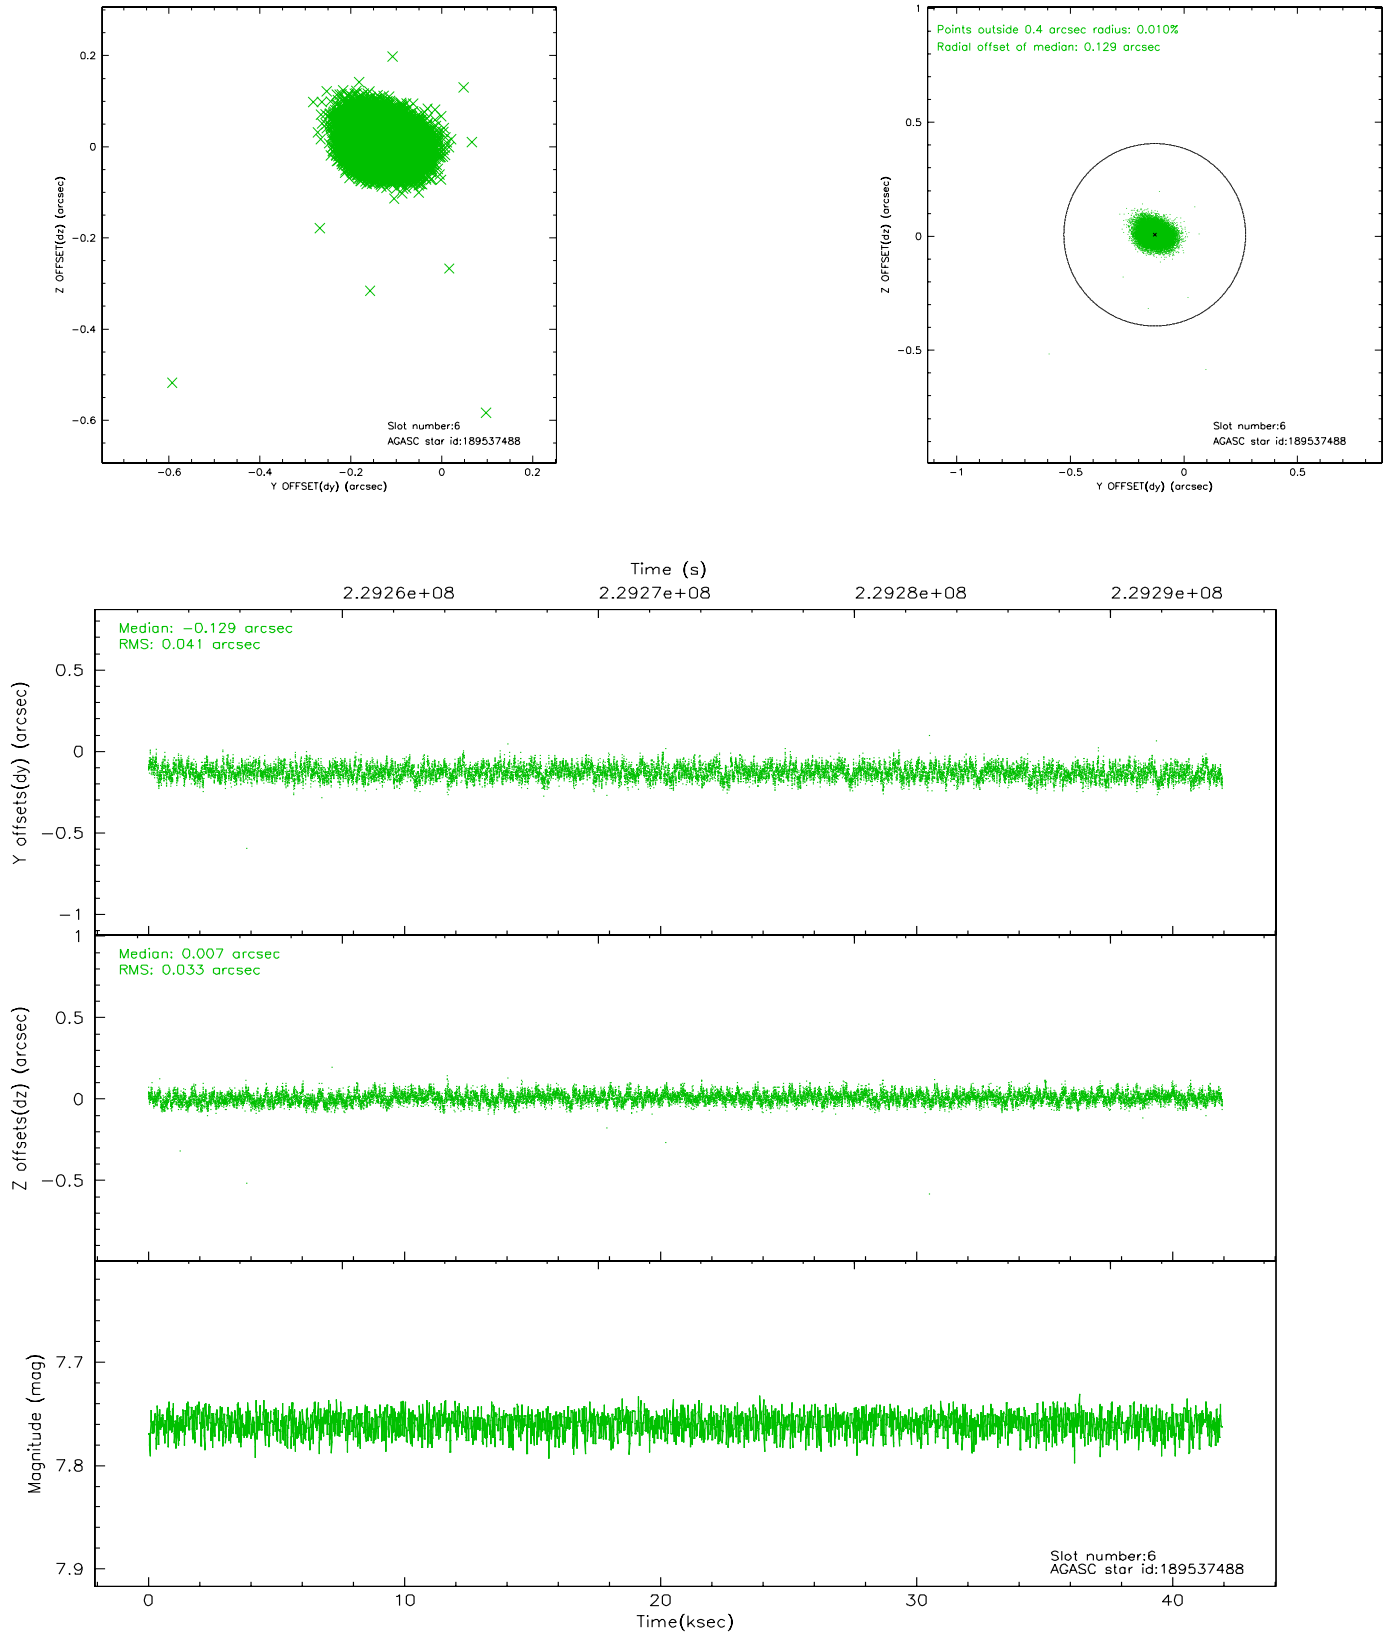 0.2
0
−0.2
−0.4
−0.6
Z OFFSET(dz) (arcsec)
Slot number:6
AGASC star id:189537488
−0.6
−0.4
−0.2
0
0.2
Y OFFSET(dy) (arcsec)
Points outside 0.4 arcsec radius: 0.010%
Radial offset of median: 0.129 arcsec
1
0.5
0
−0.5
Z OFFSET(dz) (arcsec)
Slot number:6
AGASC star id:189537488
−1
−0.5
0
0.5
Y OFFSET(dy) (arcsec)
Time (s)
2.2926e+08
2.2927e+08
2.2928e+08
2.2929e+08
Median: −0.129 arcsec
RMS: 0.041 arcsec
0.5
0
−0.5
−1
Y offsets(dy) (arcsec)
Median: 0.007 arcsec
RMS: 0.033 arcsec
1
0.5
0
−0.5
Z offsets(dz) (arcsec)
7.7
7.8
7.9
Magnitude (mag)
Slot number:6
AGASC star id:189537488
0
10
20
30
40
Time(ksec)